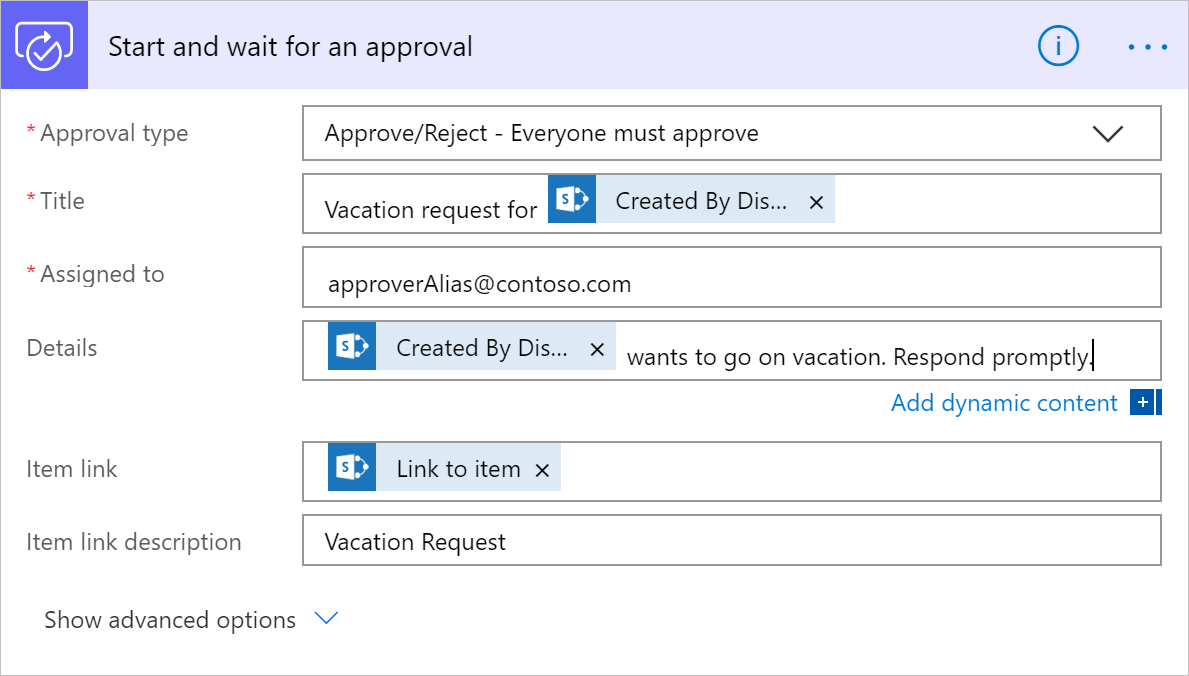 Start and wait for an approval
* Approval type
Approve/Reject - Everyone must approve
* Title
Vacation request for S Created By Dis... ×
* Assigned to
approverAlias@contoso.com
Details
S Created By Dis... × wants to go on vacation. Respond promptly.
Add dynamic content
Item link
S Link to item ×
Item link description
Vacation Request
Show advanced options